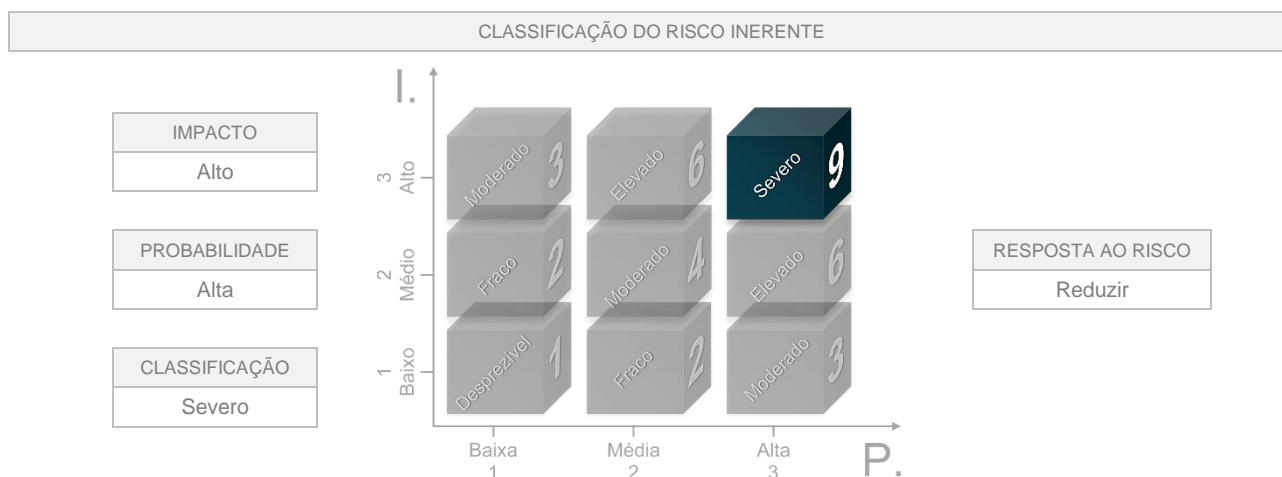 CLASSIFICAÇÃO DO RISCO INERENTE
IMPACTO
Alto
PROBABILIDADE
Alta
CLASSIFICAÇÃO
Severo
I.
3
Alto
Moderado 3
Elevado 6
Severo 9
2
Médio
Fraco 2
Moderado 4
Elevado 6
1
Baixo
Desprezível 1
Fraco 2
Moderado 3
Baixa
1
Média
2
Alta
3
P.
RESPOSTA AO RISCO
Reduzir